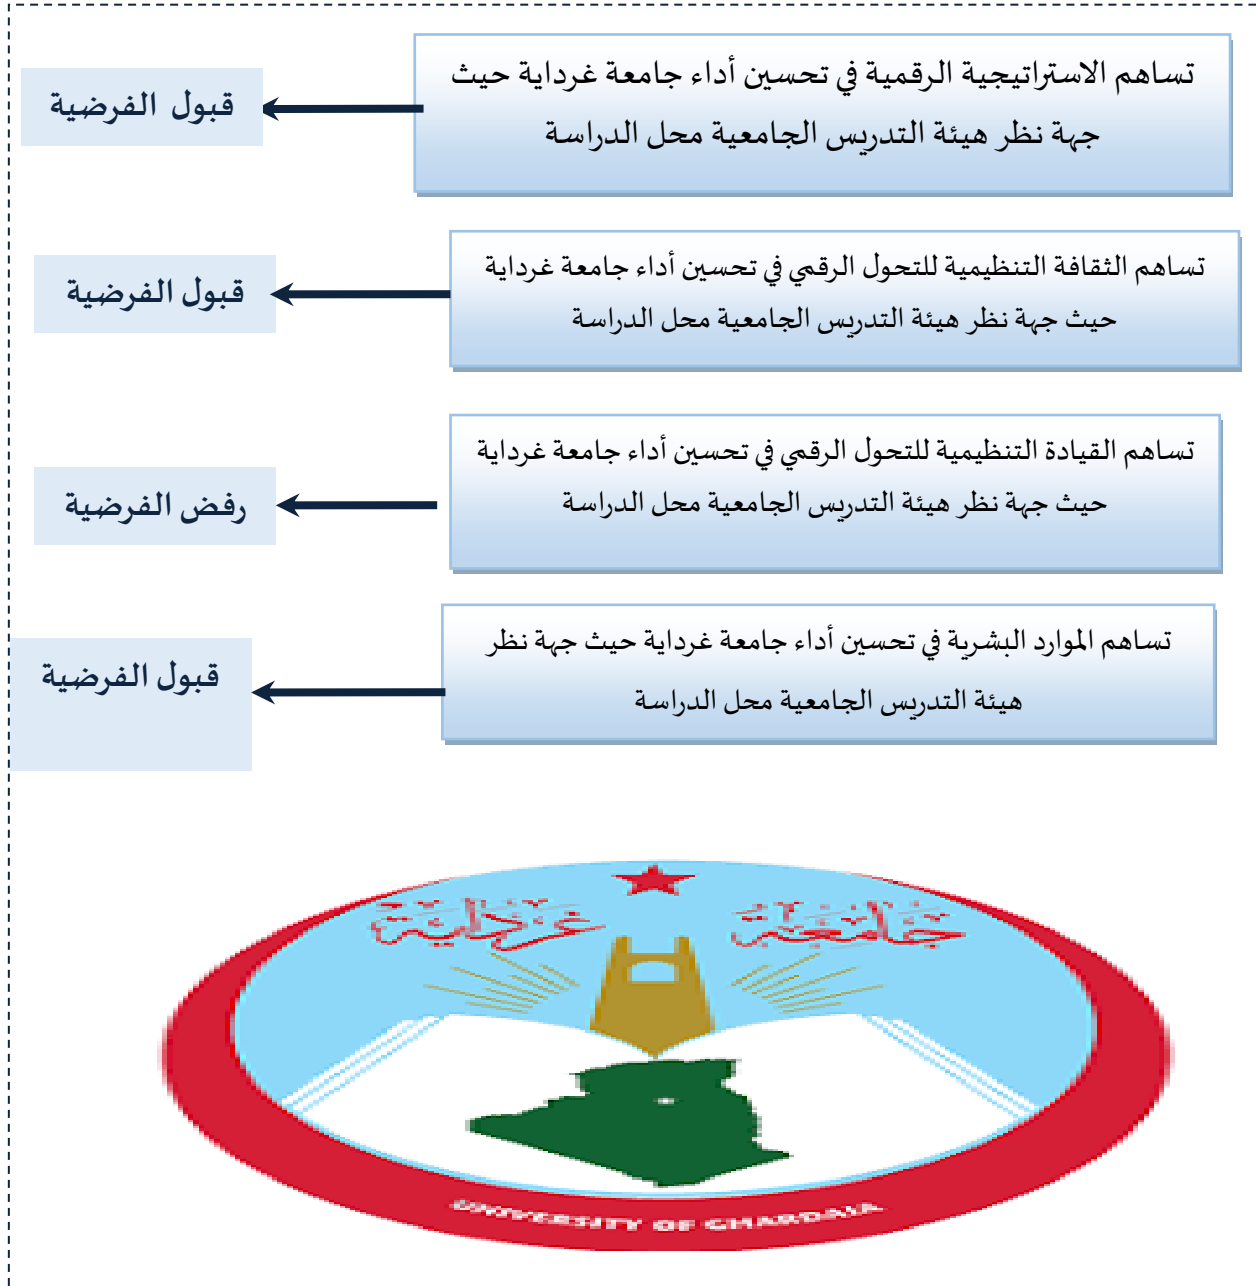 تساهم الاستراتيجية الرقمية في تحسين أداء جامعة غرداية حيث
جهة نظر هيئة التدريس الجامعية محل الدراسة
قبول الفرضية
تساهم الثقافة التنظيمية للتحول الرقمي في تحسين أداء جامعة غرداية
حيث جهة نظر هيئة التدريس الجامعية محل الدراسة
قبول الفرضية
تساهم القيادة التنظيمية للتحول الرقمي في تحسين أداء جامعة غرداية
حيث جهة نظر هيئة التدريس الجامعية محل الدراسة
رفض الفرضية
تساهم الموارد البشرية في تحسين أداء جامعة غرداية حيث جهة نظر
هيئة التدريس الجامعية محل الدراسة
قبول الفرضية
جامعة غرداية
UNIVERSITY OF GHARDAIA